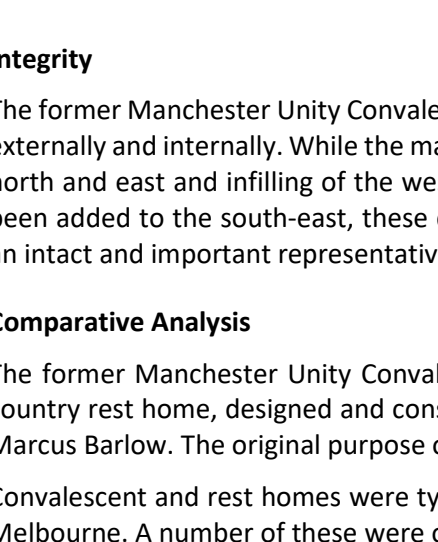 ntegrity
The former Manchester Unity Convale
externally and internally. While the ma
north and east and infilling of the we
been added to the south-east, these
an intact and important representativ
Comparative Analysis
The former Manchester Unity Conval
country rest home, designed and cons
Marcus Barlow. The original purpose
Convalescent and rest homes were ty
Melbourne. A number of these were